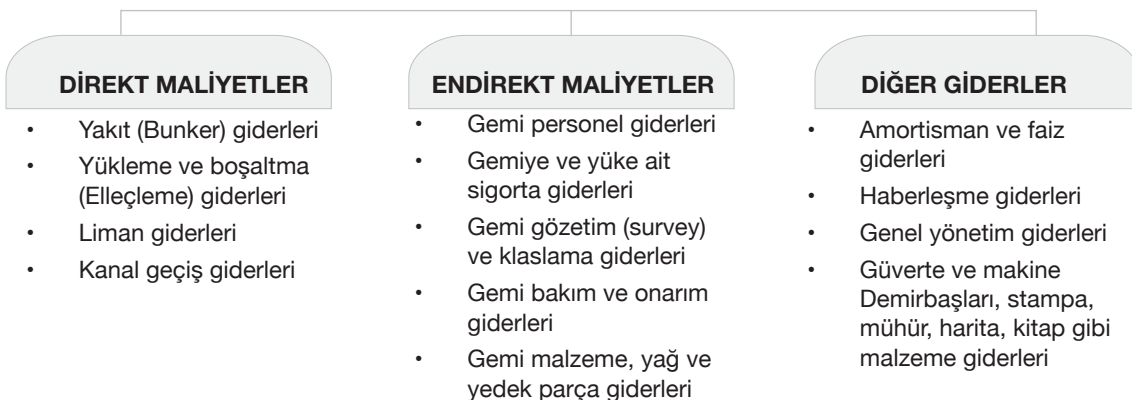 DİREKT MALİYETLER
• Yakıt (Bunker) giderleri
• Yükleme ve boşaltma
(Elleçleme) giderleri
• Liman giderleri
• Kanal geçiş giderleri
ENDİREKT MALİYETLER
• Gemi personel giderleri
• Gemiye ve yüke ait
sigorta giderleri
• Gemi gözetim (survey)
ve klaslama giderleri
• Gemi bakım ve onarım
giderleri
• Gemi malzeme, yağ ve
yedek parça giderleri
DİĞER GİDERLER
• Amortisman ve faiz
giderleri
• Haberleşme giderleri
• Genel yönetim giderleri
• Güverte ve makine
Demirbaşları, stampa,
mühür, harita, kitap gibi
malzeme giderleri